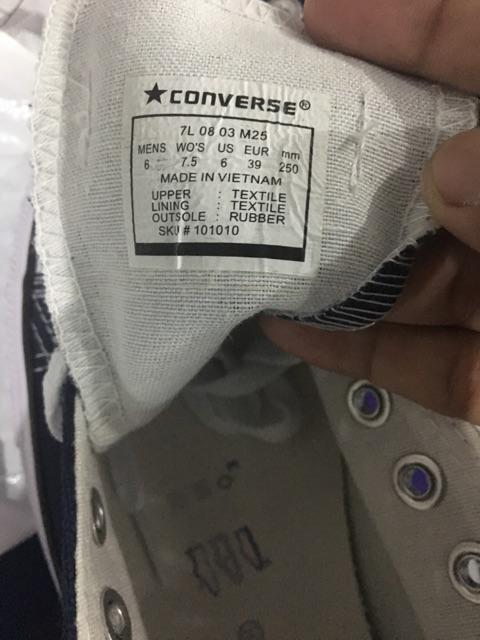 ★CONVERSE®
7L 08 03 M25
MENS WO'S US EUR mm
6 7.5 6 39 250
MADE IN VIETNAM
UPPER : TEXTILE
LINING : TEXTILE
OUTSOLE : RUBBER
SKU # 101010